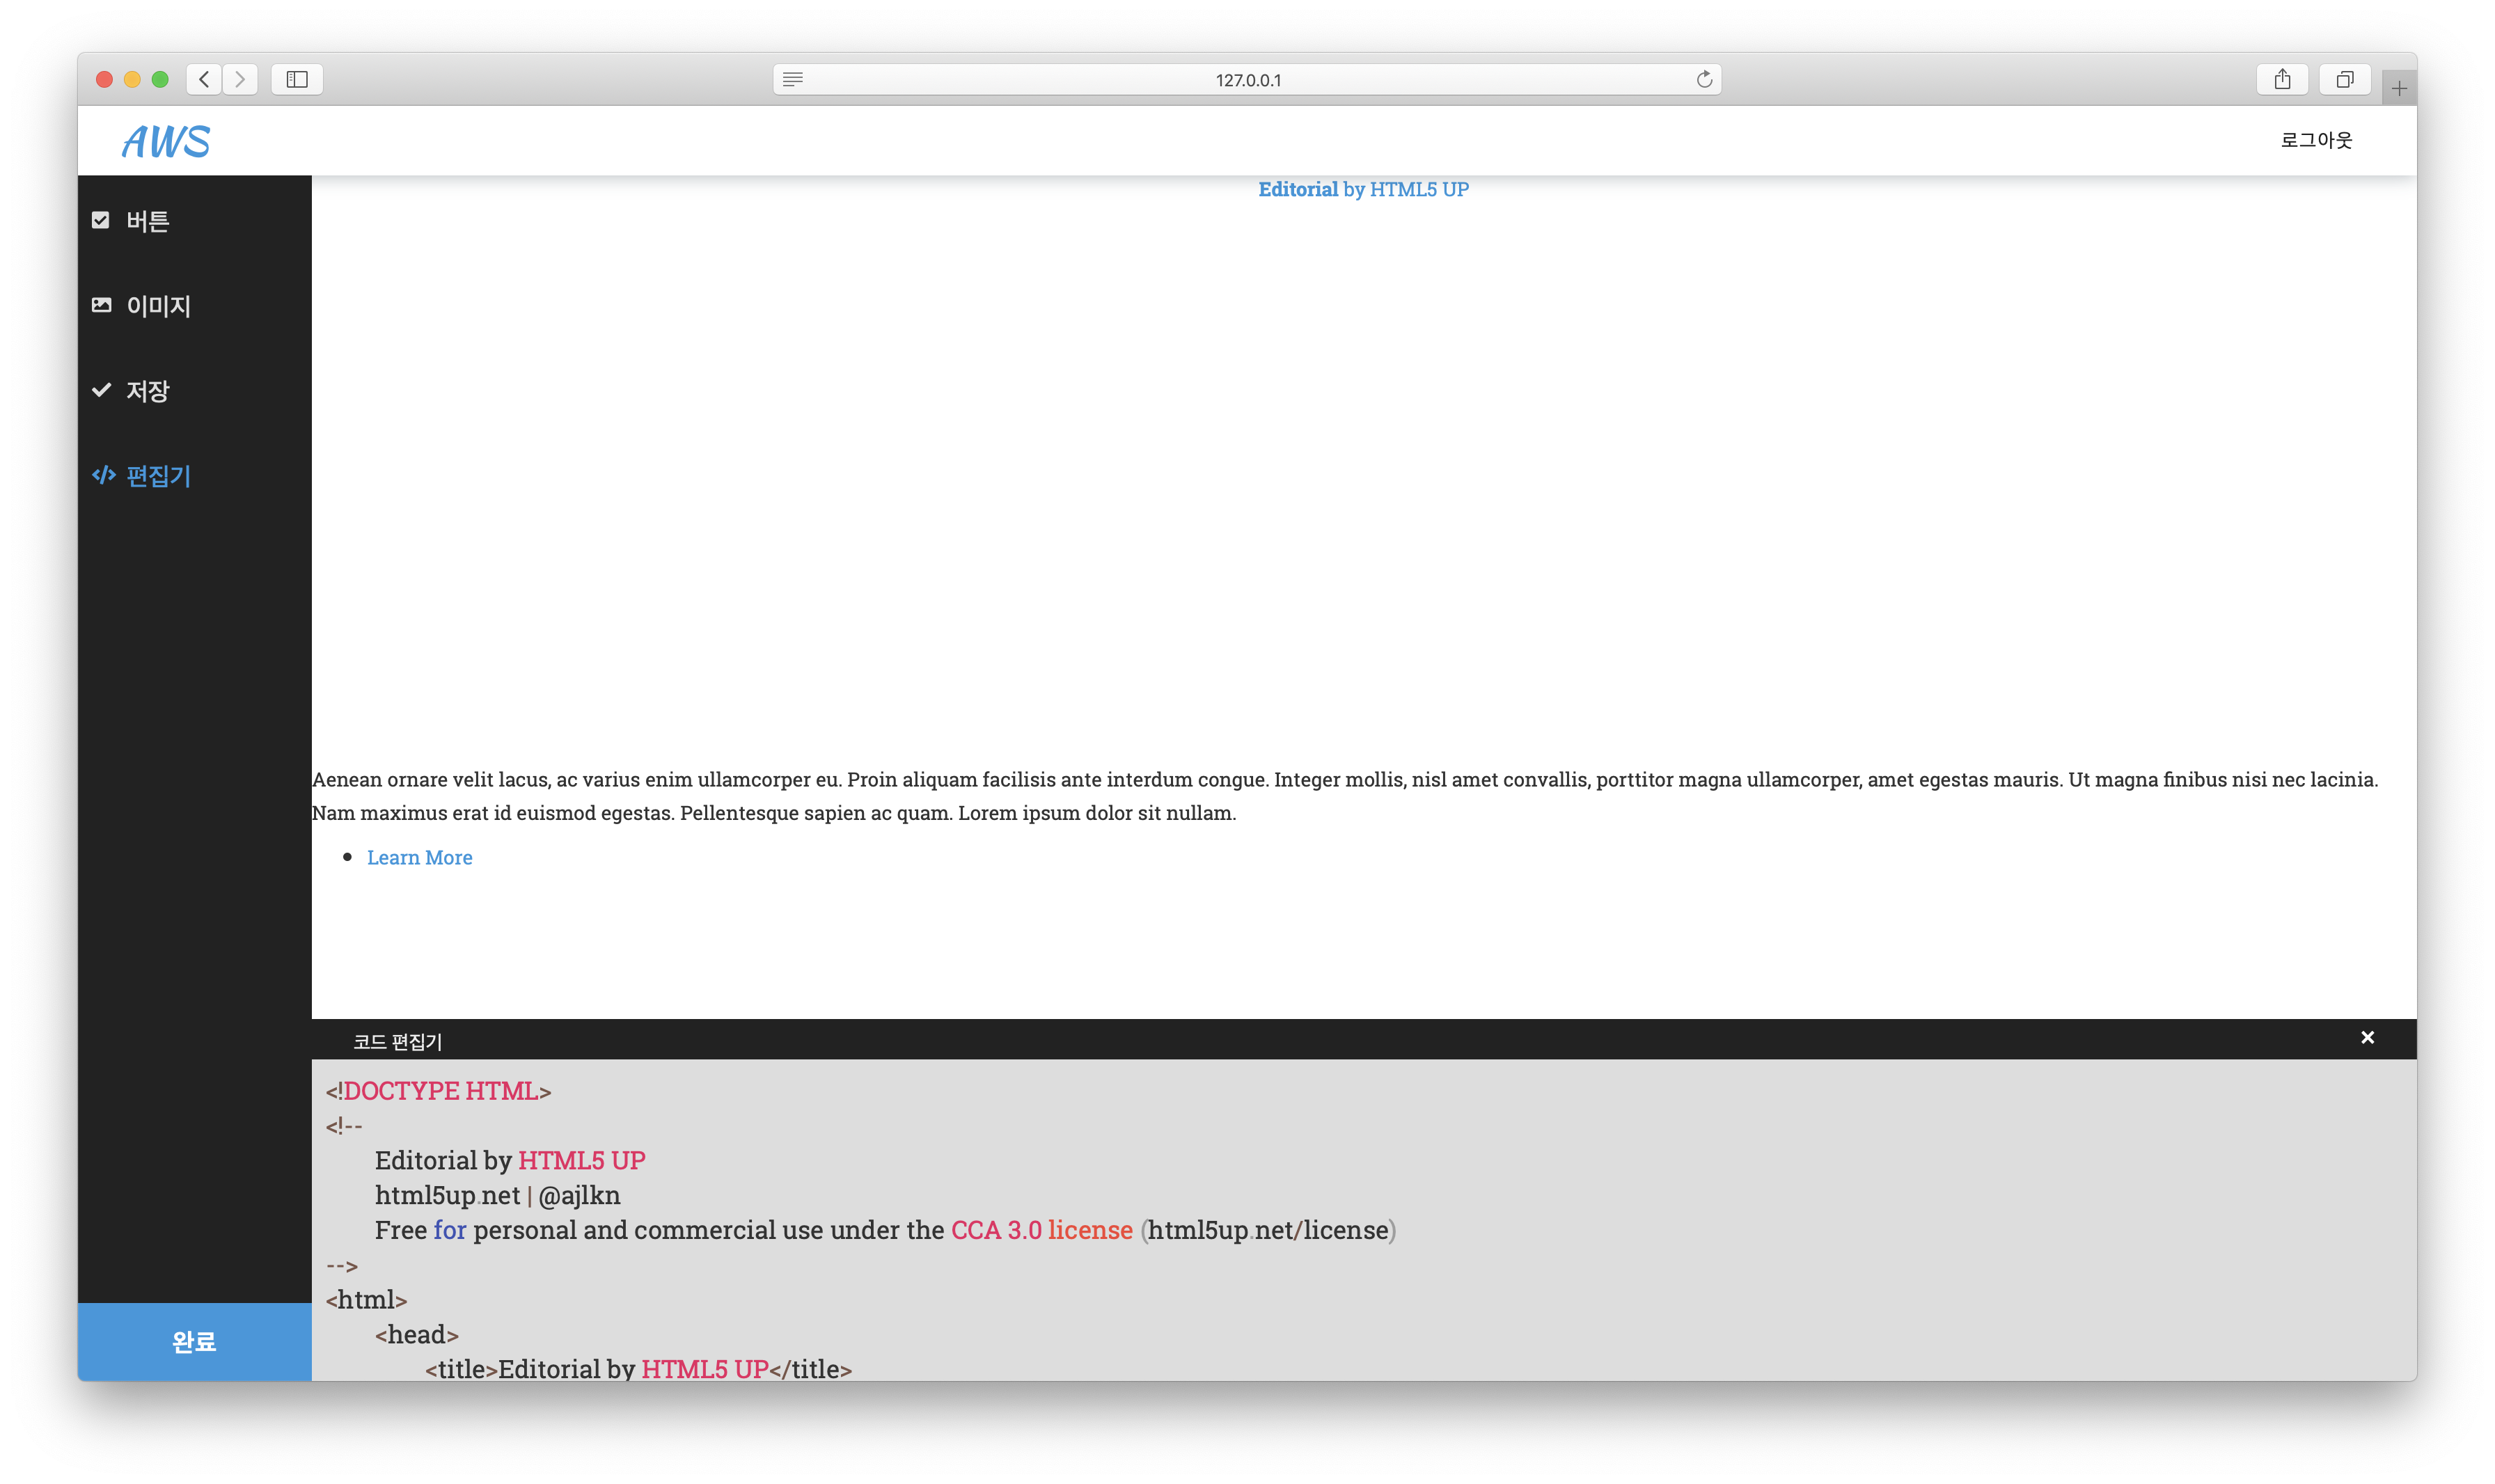 127.0.0.1
AWS
로그아웃
버튼
이미지
저장
편집기
완료
Editorial by HTML5 UP
Aenean ornare velit lacus, ac varius enim ullamcorper eu. Proin aliquam facilisis ante interdum congue. Integer mollis, nisl amet convallis, porttitor magna ullamcorper, amet egestas mauris. Ut magna finibus nisi nec lacinia.
Nam maximus erat id euismod egestas. Pellentesque sapien ac quam. Lorem ipsum dolor sit nullam.
Learn More
코드 편집기
<!DOCTYPE HTML>
<!--
Editorial by HTML5 UP
html5up.net | @ajlkn
Free for personal and commercial use under the CCA 3.0 license (html5up.net/license)
-->
<html>
<head>
<title>Editorial by HTML5 UP</title>